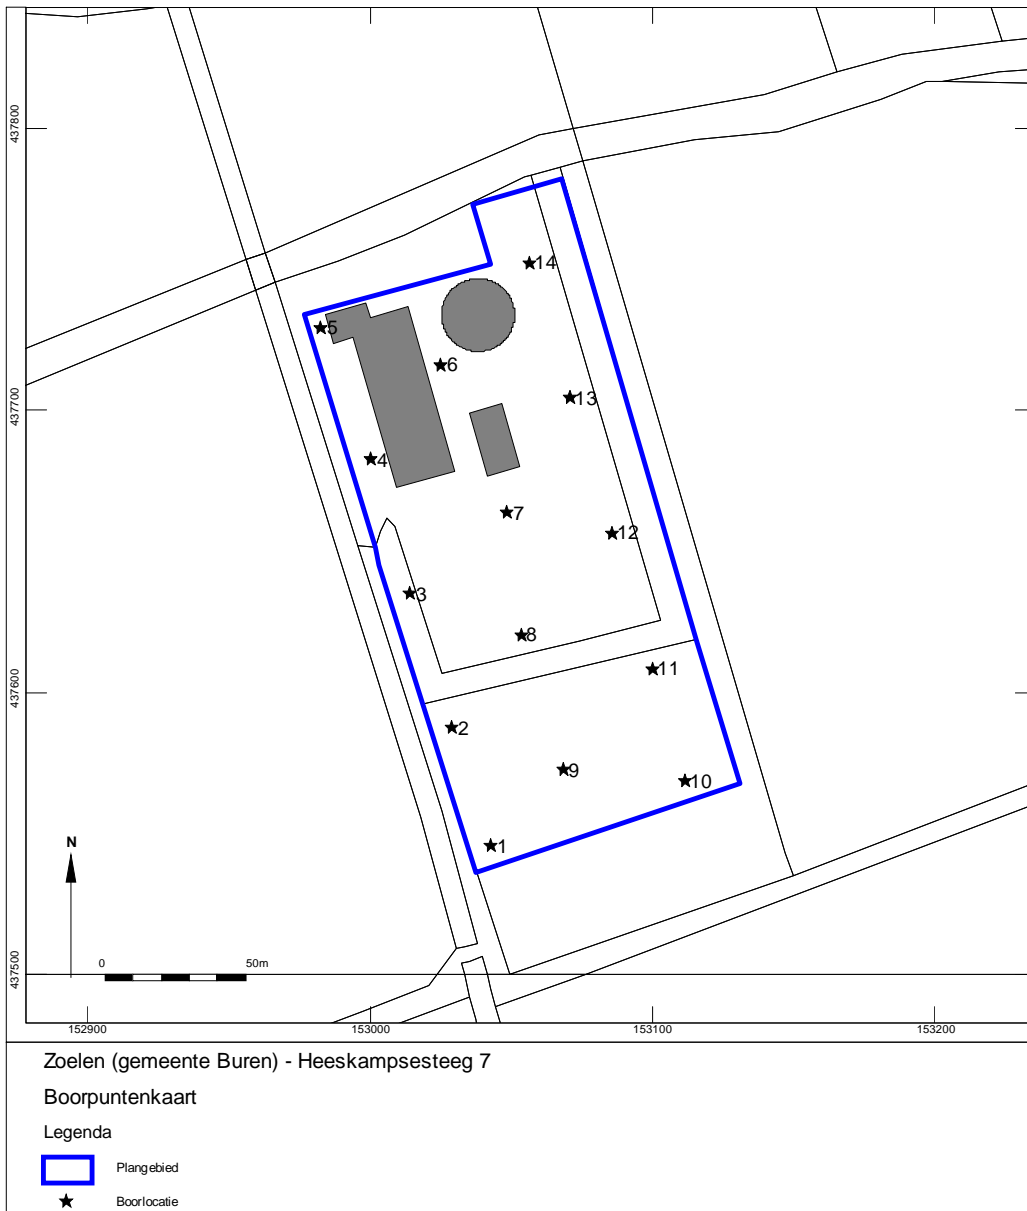 437800
14
5
6
13
437700
4
7
12
3
8
11
437600
2
9
10
1
N
0 50m
437500
152900 153000 153100 153200
Zoelen (gemeente Buren) - Heeskampsesteeg 7
Boorpuntenkaart
Legenda
Plangebied
Boorlocatie